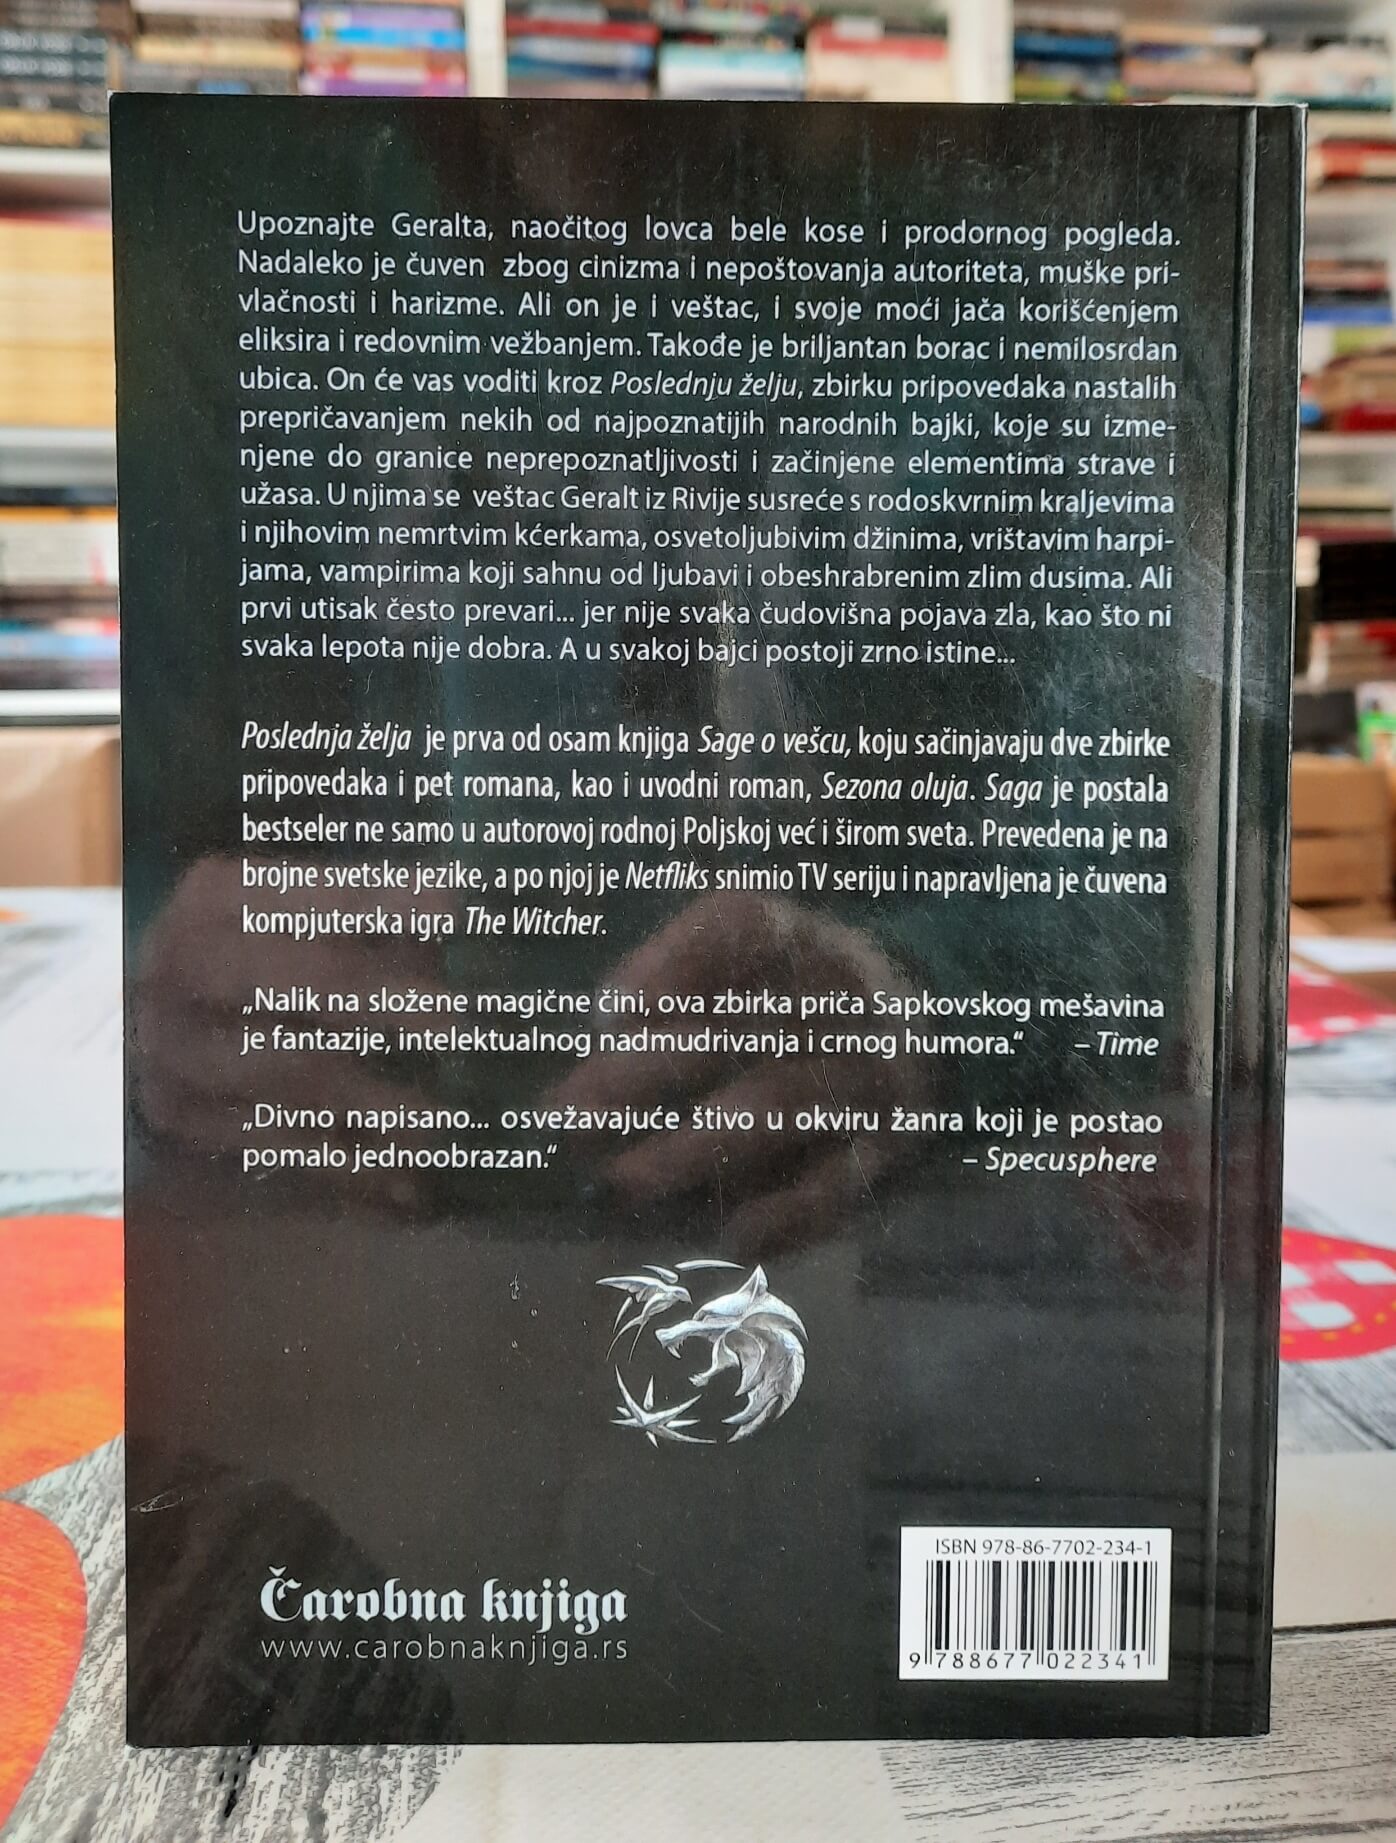 Upoznajte Geralta, naočitog lovca bele kose i prodornog pogleda.
Nadaleko je čuven zbog cinizma i nepoštovanja autoriteta, muške pri-
vlačnosti i harizme. Ali on je i veštac, i svoje moći jača korišćenjem
eliksira i redovnim vežbanjem. Takođe je briljantan borac i nemilosrdan
ubica. On će vas voditi kroz Poslednju želju, zbirku pripovedaka nastalih
prepričavanjem nekih od najpoznatijih narodnih bajki, koje su izme-
njene do granice neprepoznatljivosti i začinjene elementima strave i
užasa. U njima se veštac Geralt iz Rivije susreće s rodoskvrnim kraljevima
i njihovim nemrtvim kćerkama, osvetoljubivim džinima, vrištavim harpi-
jama, vampirima koji sahnu od ljubavi i obeshrabrenim zlim dusima. Ali
prvi utisak često prevari... jer nije svaka čudovišna pojava zla, kao što ni
svaka lepota nije dobra. A u svakoj bajci postoji zrno istine...
Poslednja želja je prva od osam knjiga Sage o vešcu, koju sačinjavaju dve zbirke
pripovedaka i pet romana, kao i uvodni roman, Sezona oluja. Saga je postala
bestseler ne samo u autorovoj rodnoj Poljskoj već i širom sveta. Prevedena je na
brojne svetske jezike, a po njoj je Netfliks snimio TV seriju i napravljena je čuvena
kompjuterska igra The Witcher.
„Nalik na složene magične čini, ova zbirka priča Sapkovskog mešavina
je fantazije, intelektualnog nadmudrivanja i crnog humora.“ – Time
„Divno napisano... osvežavajuće štivo u okviru žanra koji je postao
pomalo jednoobrazan.“ – Specusphere
Čarobna knjiga
www.carobnaknjiga.rs
ISBN 978-86-7702-234-1
9 788677 022341